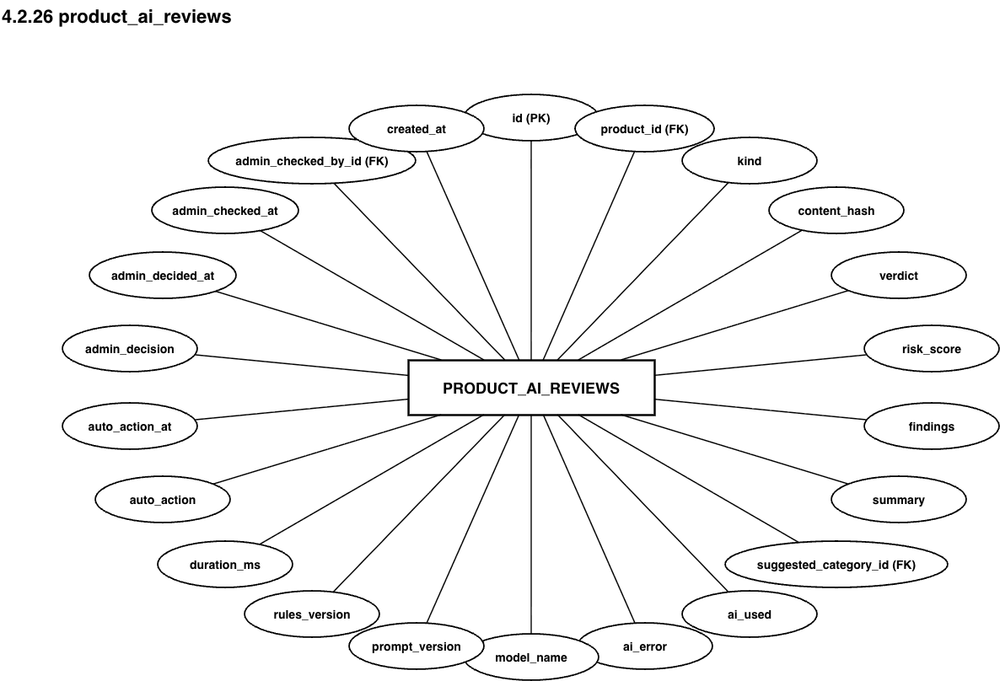 4.2.26 product_ai_reviews
id (PK)
created_at
product_id (FK)
admin_checked_by_id (FK)
kind
admin_checked_at
content_hash
admin_decided_at
verdict
admin_decision
risk_score
PRODUCT_AI_REVIEWS
auto_action_at
findings
auto_action
summary
duration_ms
suggested_category_id (FK)
rules_version
ai_used
prompt_version
ai_error
model_name